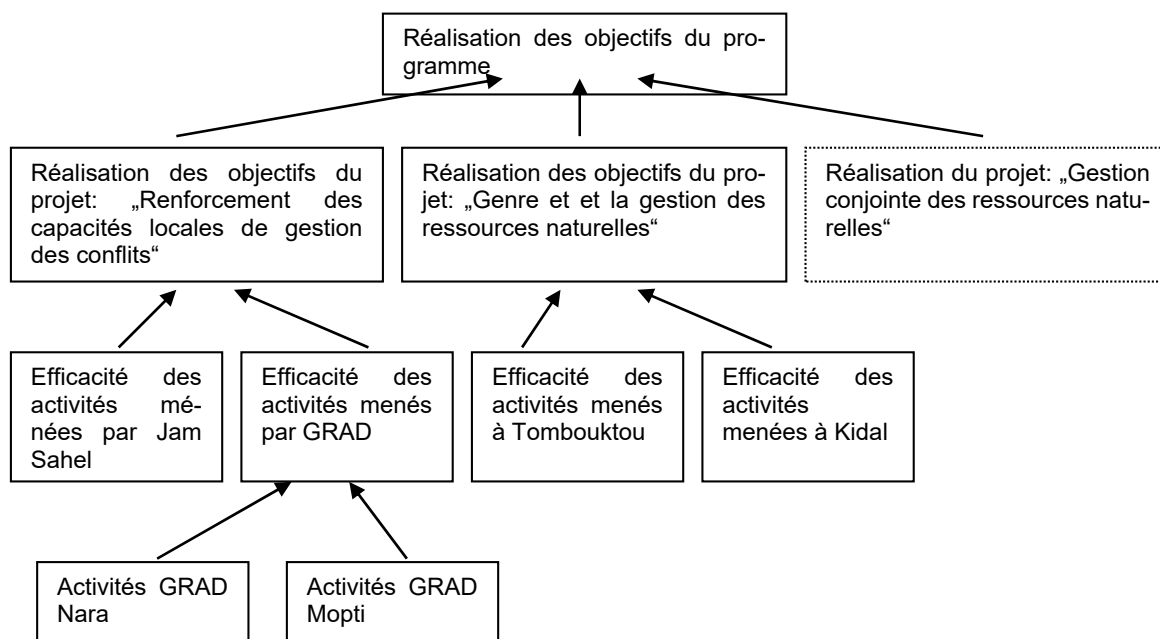 Réalisation des objectifs du pro-
gramme
Réalisation des objectifs du
projet: „Renforcement des
capacités locales de gestion
des conflits“
Réalisation des objectifs du pro-
jet: „Genre et et la gestion des
ressources naturelles“
Réalisation du projet: „Gestion
conjointe des ressources natu-
relles“
Efficacité des
activités mé-
nées par Jam
Sahel
Efficacité des
activités menés
par GRAD
Efficacité des
activités menés
à Tombouktou
Efficacité des
activités
menées à Kidal
Activités GRAD
Nara
Activités GRAD
Mopti